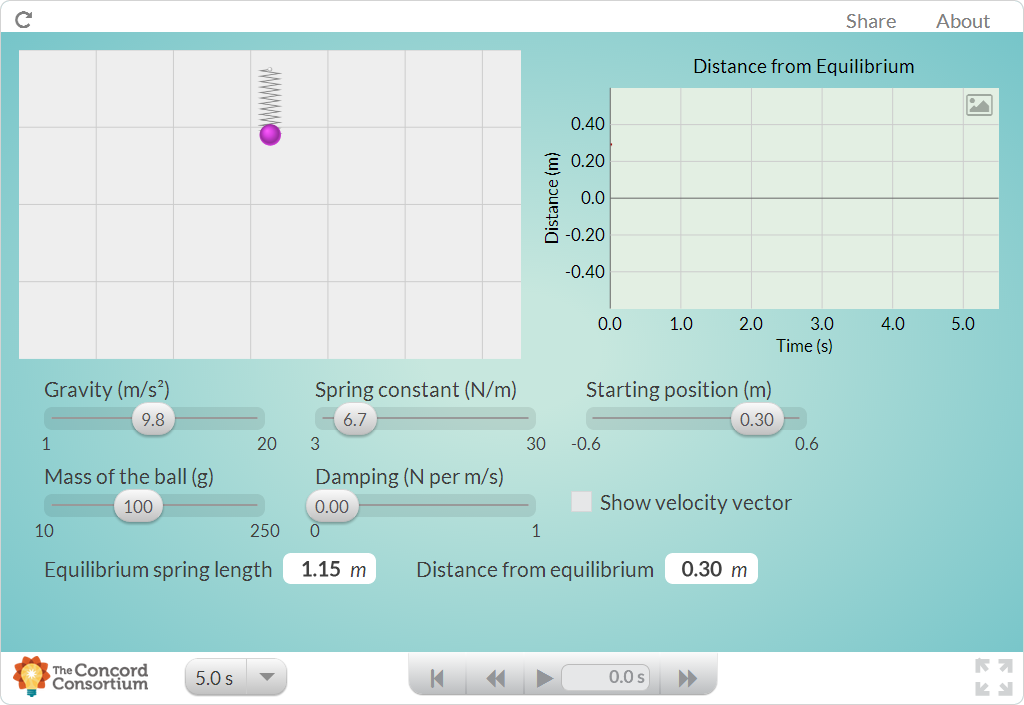 Share About
Distance from Equilibrium
0.40
0.20
0.0
-0.20
-0.40
Distance (m)
0.0 1.0 2.0 3.0 4.0 5.0
Time (s)
Gravity (m/s²) Spring constant (N/m) Starting position (m)
9.8 6.7 0.30
1 20 3 30 -0.6 0.6
Mass of the ball (g) Damping (N per m/s)
100 0.00 Show velocity vector
10 250 0 1
Equilibrium spring length 1.15 m Distance from equilibrium 0.30 m
The Concord
Consortium
5.0 s 0.0 s